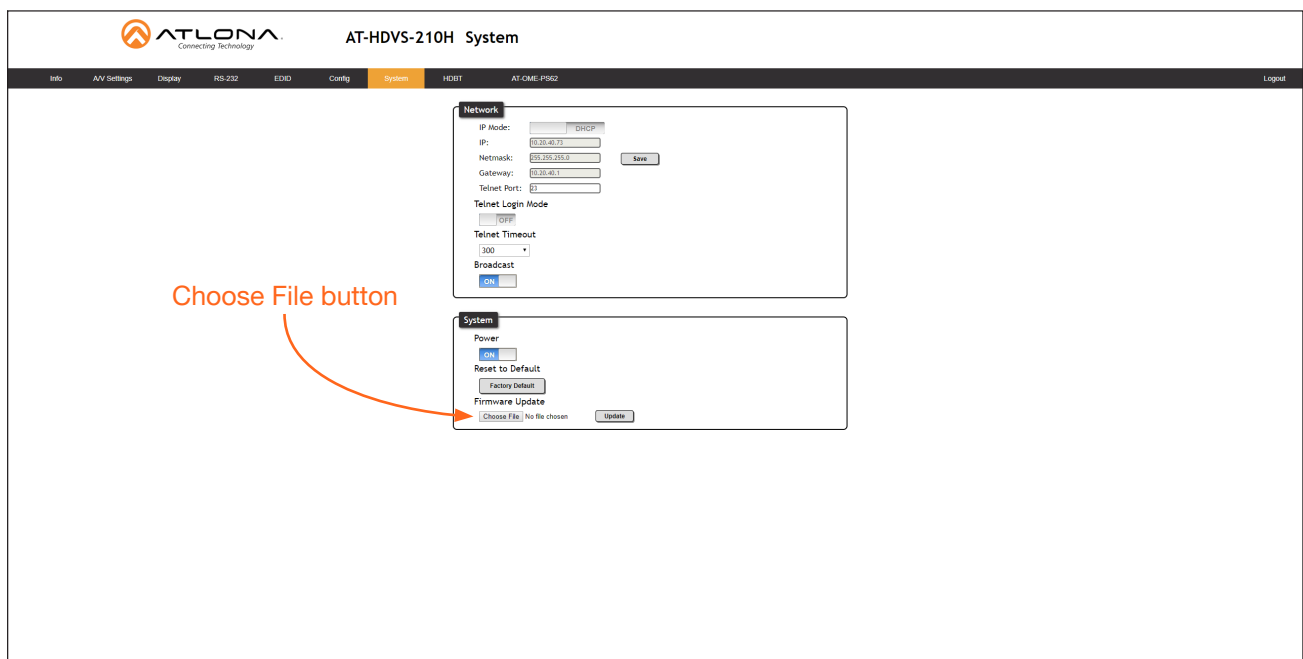 ATLONA.
Connecting Technology
AT-HDVS-210H System
Info A/V Settings Display RS-232 EDID Config System HDBT AT-OME-PS62 Logout
Network
IP Mode: DHCP
IP: 10.20.40.73
Netmask: 255.255.255.0 Save
Gateway: 10.20.40.1
Telnet Port: 23
Telnet Login Mode
OFF
Telnet Timeout
300
Broadcast
ON
Choose File button
System
Power
ON
Reset to Default
Factory Default
Firmware Update
Choose File No file chosen Update